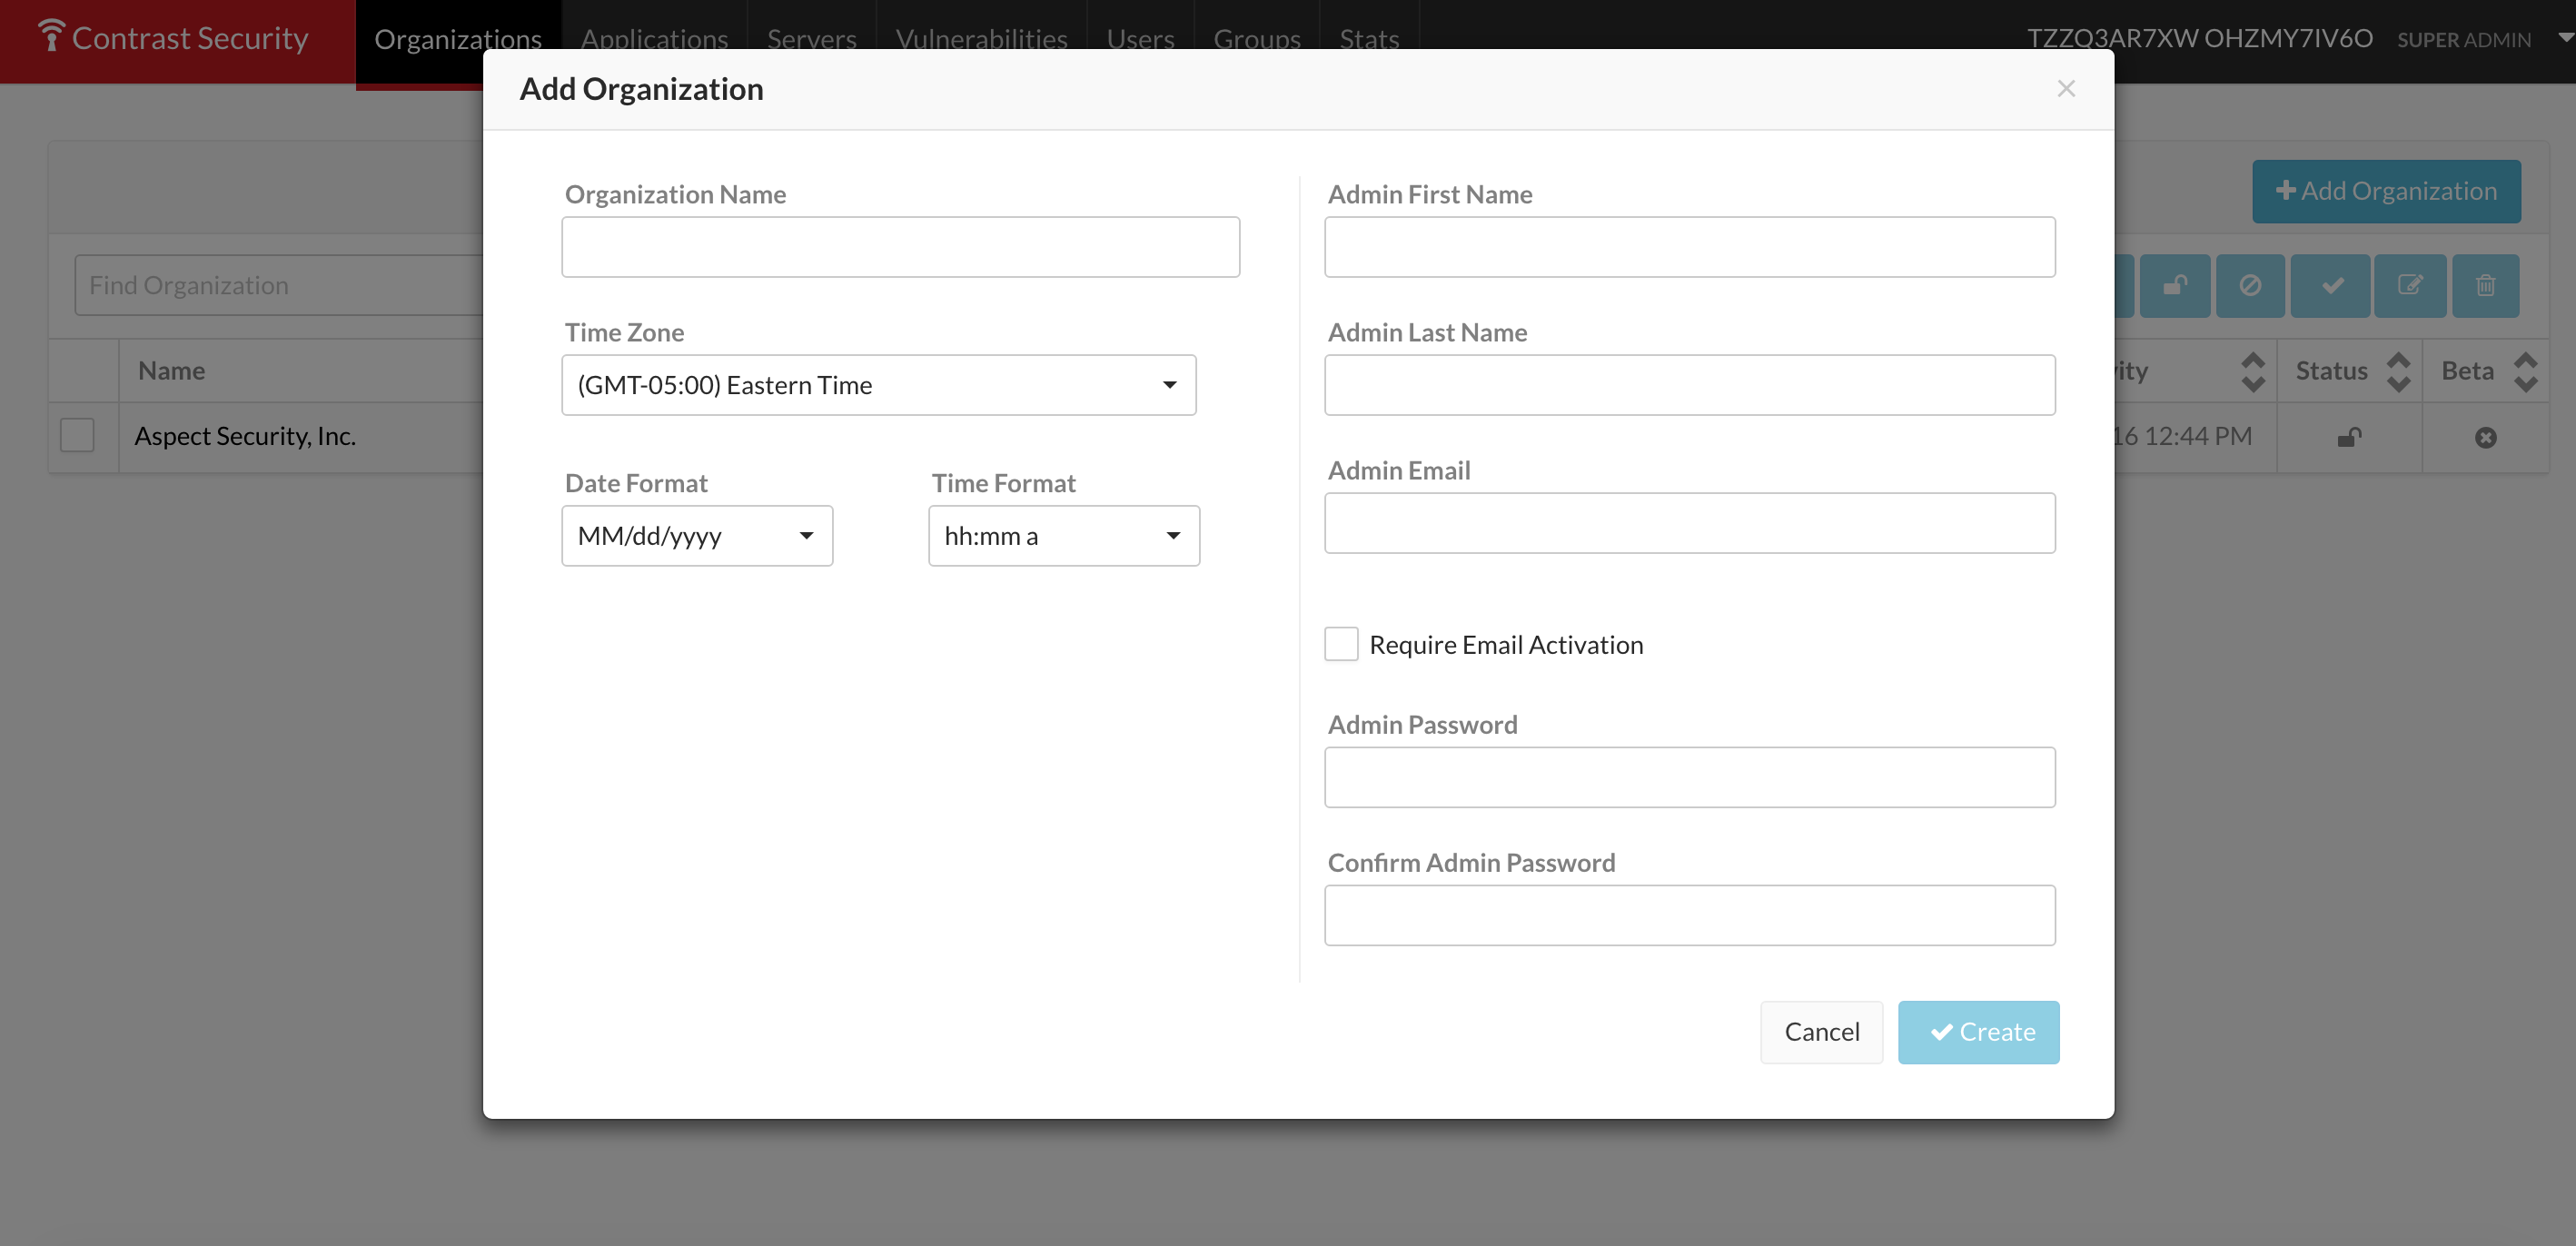 Contrast Security
Organizations
Applications
Servers
Vulnerabilities
Users
Groups
Stats
TZZQ3AR7XW OHZMY7IV6O
SUPER ADMIN
Add Organization
Add Organization
Find Organization
Name
ity
Status
Beta
Aspect Security, Inc.
16 12:44 PM
Organization Name
Time Zone
(GMT-05:00) Eastern Time
Date Format
Time Format
MM/dd/yyyy
hh:mm a
Admin First Name
Admin Last Name
Admin Email
Require Email Activation
Admin Password
Confirm Admin Password
Cancel
Create